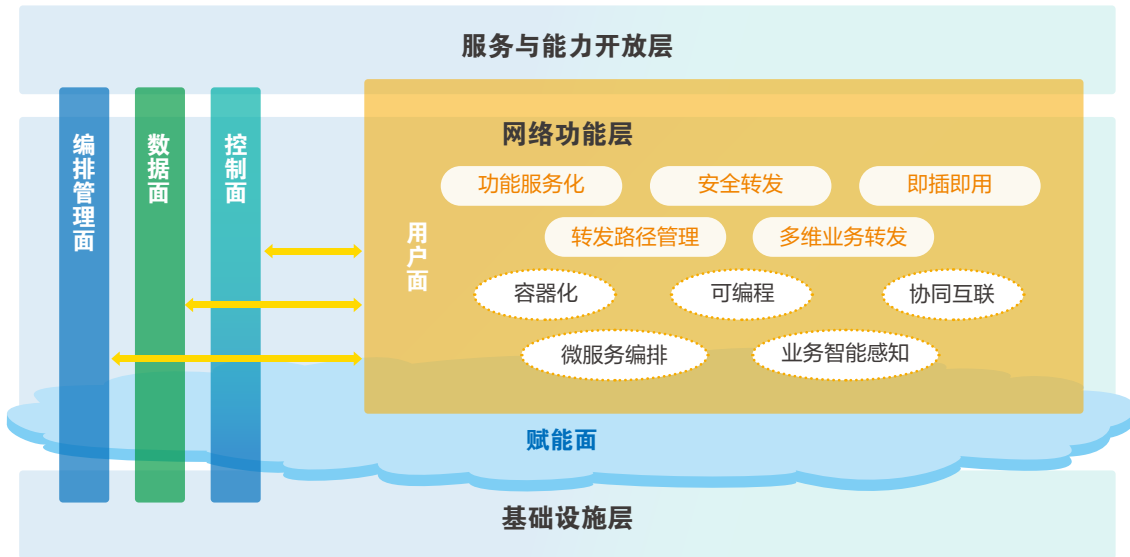 服务与能力开放层
编排管理面
数据面
控制面
网络功能层
功能服务化
安全转发
即插即用
转发路径管理
多维业务转发
用户面
容器化
可编程
协同互联
微服务编排
业务智能感知
赋能面
基础设施层